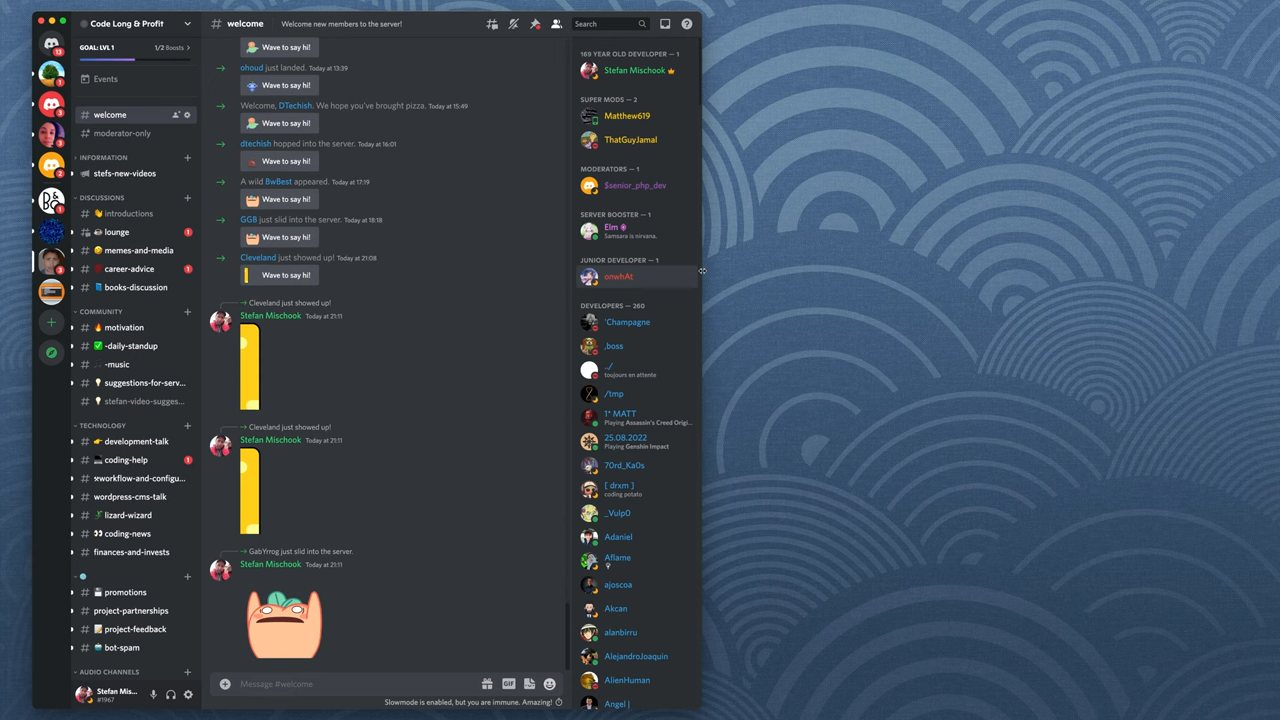 Code Long & Profit
GOAL: LVL 1
1/2 Boosts
Events
welcome
moderator-only
INFORMATION
stefs-new-videos
DISCUSSIONS
introductions
lounge
1
memes-and-media
career-advice
1
books-discussion
COMMUNITY
motivation
-daily-standup
-music
suggestions-for-serv...
stefan-video-sugges...
TECHNOLOGY
development-talk
coding-help
1
workflow-and-configu...
wordpress-cms-talk
lizard-wizard
coding-news
finances-and-invests
promotions
project-partnerships
project-feedback
bot-spam
AUDIO CHANNELS
Stefan Mis...
#1967
13
1
3
3
2
1
3
# welcome
Welcome new members to the server!
Search
Wave to say hi!
ohoud just landed. Today at 13:39
Wave to say hi!
Welcome, DTechish. We hope you've brought pizza. Today at 15:49
Wave to say hi!
dtechish hopped into the server. Today at 16:01
Wave to say hi!
A wild BwBest appeared. Today at 17:19
Wave to say hi!
GGB just slid into the server. Today at 18:18
Wave to say hi!
Cleveland just showed up! Today at 21:08
Wave to say hi!
Cleveland just showed up!
Stefan Mischook Today at 21:11
Cleveland just showed up!
Stefan Mischook Today at 21:11
GabYrrog just slid into the server.
Stefan Mischook Today at 21:11
Message #welcome
GIF
Slowmode is enabled, but you are immune. Amazing!
169 YEAR OLD DEVELOPER — 1
Stefan Mischook
SUPER MODS — 2
Matthew619
ThatGuyJamal
MODERATORS — 1
$senior_php_dev
SERVER BOOSTER — 1
Elm
Samsara is nirvana.
JUNIOR DEVELOPER — 1
onwhAt
DEVELOPERS — 260
'Champagne
,boss
../
toujours en attente
/tmp
1* MATT
Playing Assassin's Creed Origi...
25.08.2022
Playing Genshin Impact
70rd_Ka0s
[ drxm ]
coding potato
_Vulp0
Adaniel
Aflame
ajoscoa
Akcan
alanbirru
AlejandroJoaquin
AlienHuman
Angel |